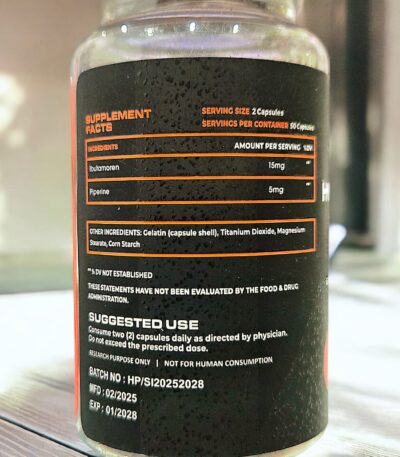 SUPPLEMENT
FACTS
SERVING SIZE 2 Capsules
SERVINGS PER CONTAINER 50 Capsules
INGREDIENTS AMOUNT PER SERVING %DV
Ibutamoren 15mg **
Piperine 5mg **
OTHER INGREDIENTS: Gelatin (capsule shell), Titanium Dioxide, Magnesium
Stearate, Corn Starch
** % DV NOT ESTABLISHED
THESE STATEMENTS HAVE NOT BEEN EVALUATED BY THE FOOD & DRUG
ADMINISTRATION.
SUGGESTED USE
Consume two (2) capsules daily as directed by physician.
Do not exceed the prescribed dose.
RESEARCH PURPOSE ONLY | NOT FOR HUMAN CONSUMPTION
BATCH NO : HP/SI20252028
MFD : 02/2025
EXP : 01/2028